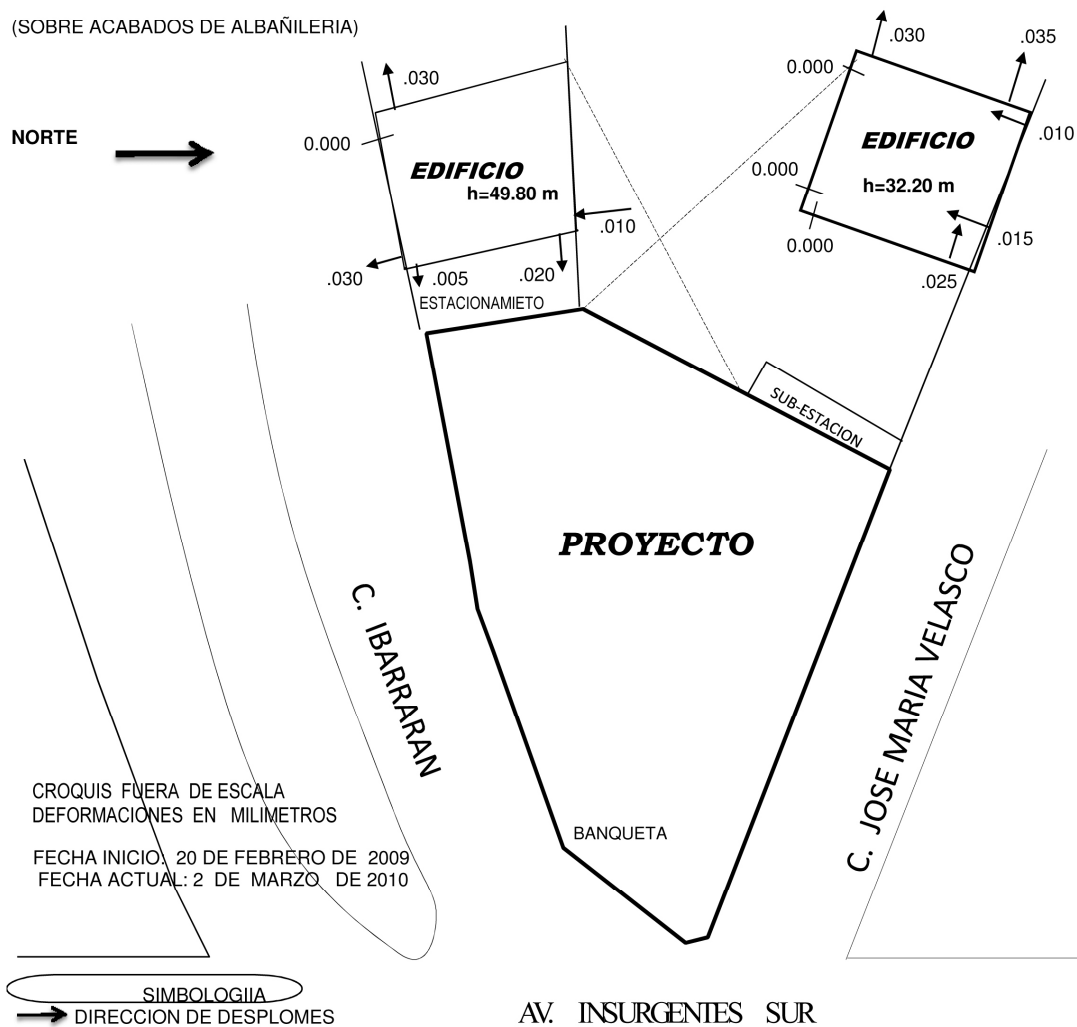 (SOBRE ACABADOS DE ALBAÑILERIA)
.030
.035
.030
0.000
NORTE
0.000
.010
EDIFICIO
h=49.80 m
EDIFICIO
h=32.20 m
0.000
.010
0.000
.015
.030
.005
.020
.025
ESTACIONAMIETO
SUB-ESTACION
PROYECTO
C. IBARRARAN
C. JOSE MARIA VELASCO
CROQUIS FUERA DE ESCALA
DEFORMACIONES EN MILIMETROS
BANQUETA
FECHA INICIO: 20 DE FEBRERO DE 2009
FECHA ACTUAL: 2 DE MARZO DE 2010
SIMBOLOGIIA
DIRECCION DE DESPLOMES
AV. INSURGENTES SUR